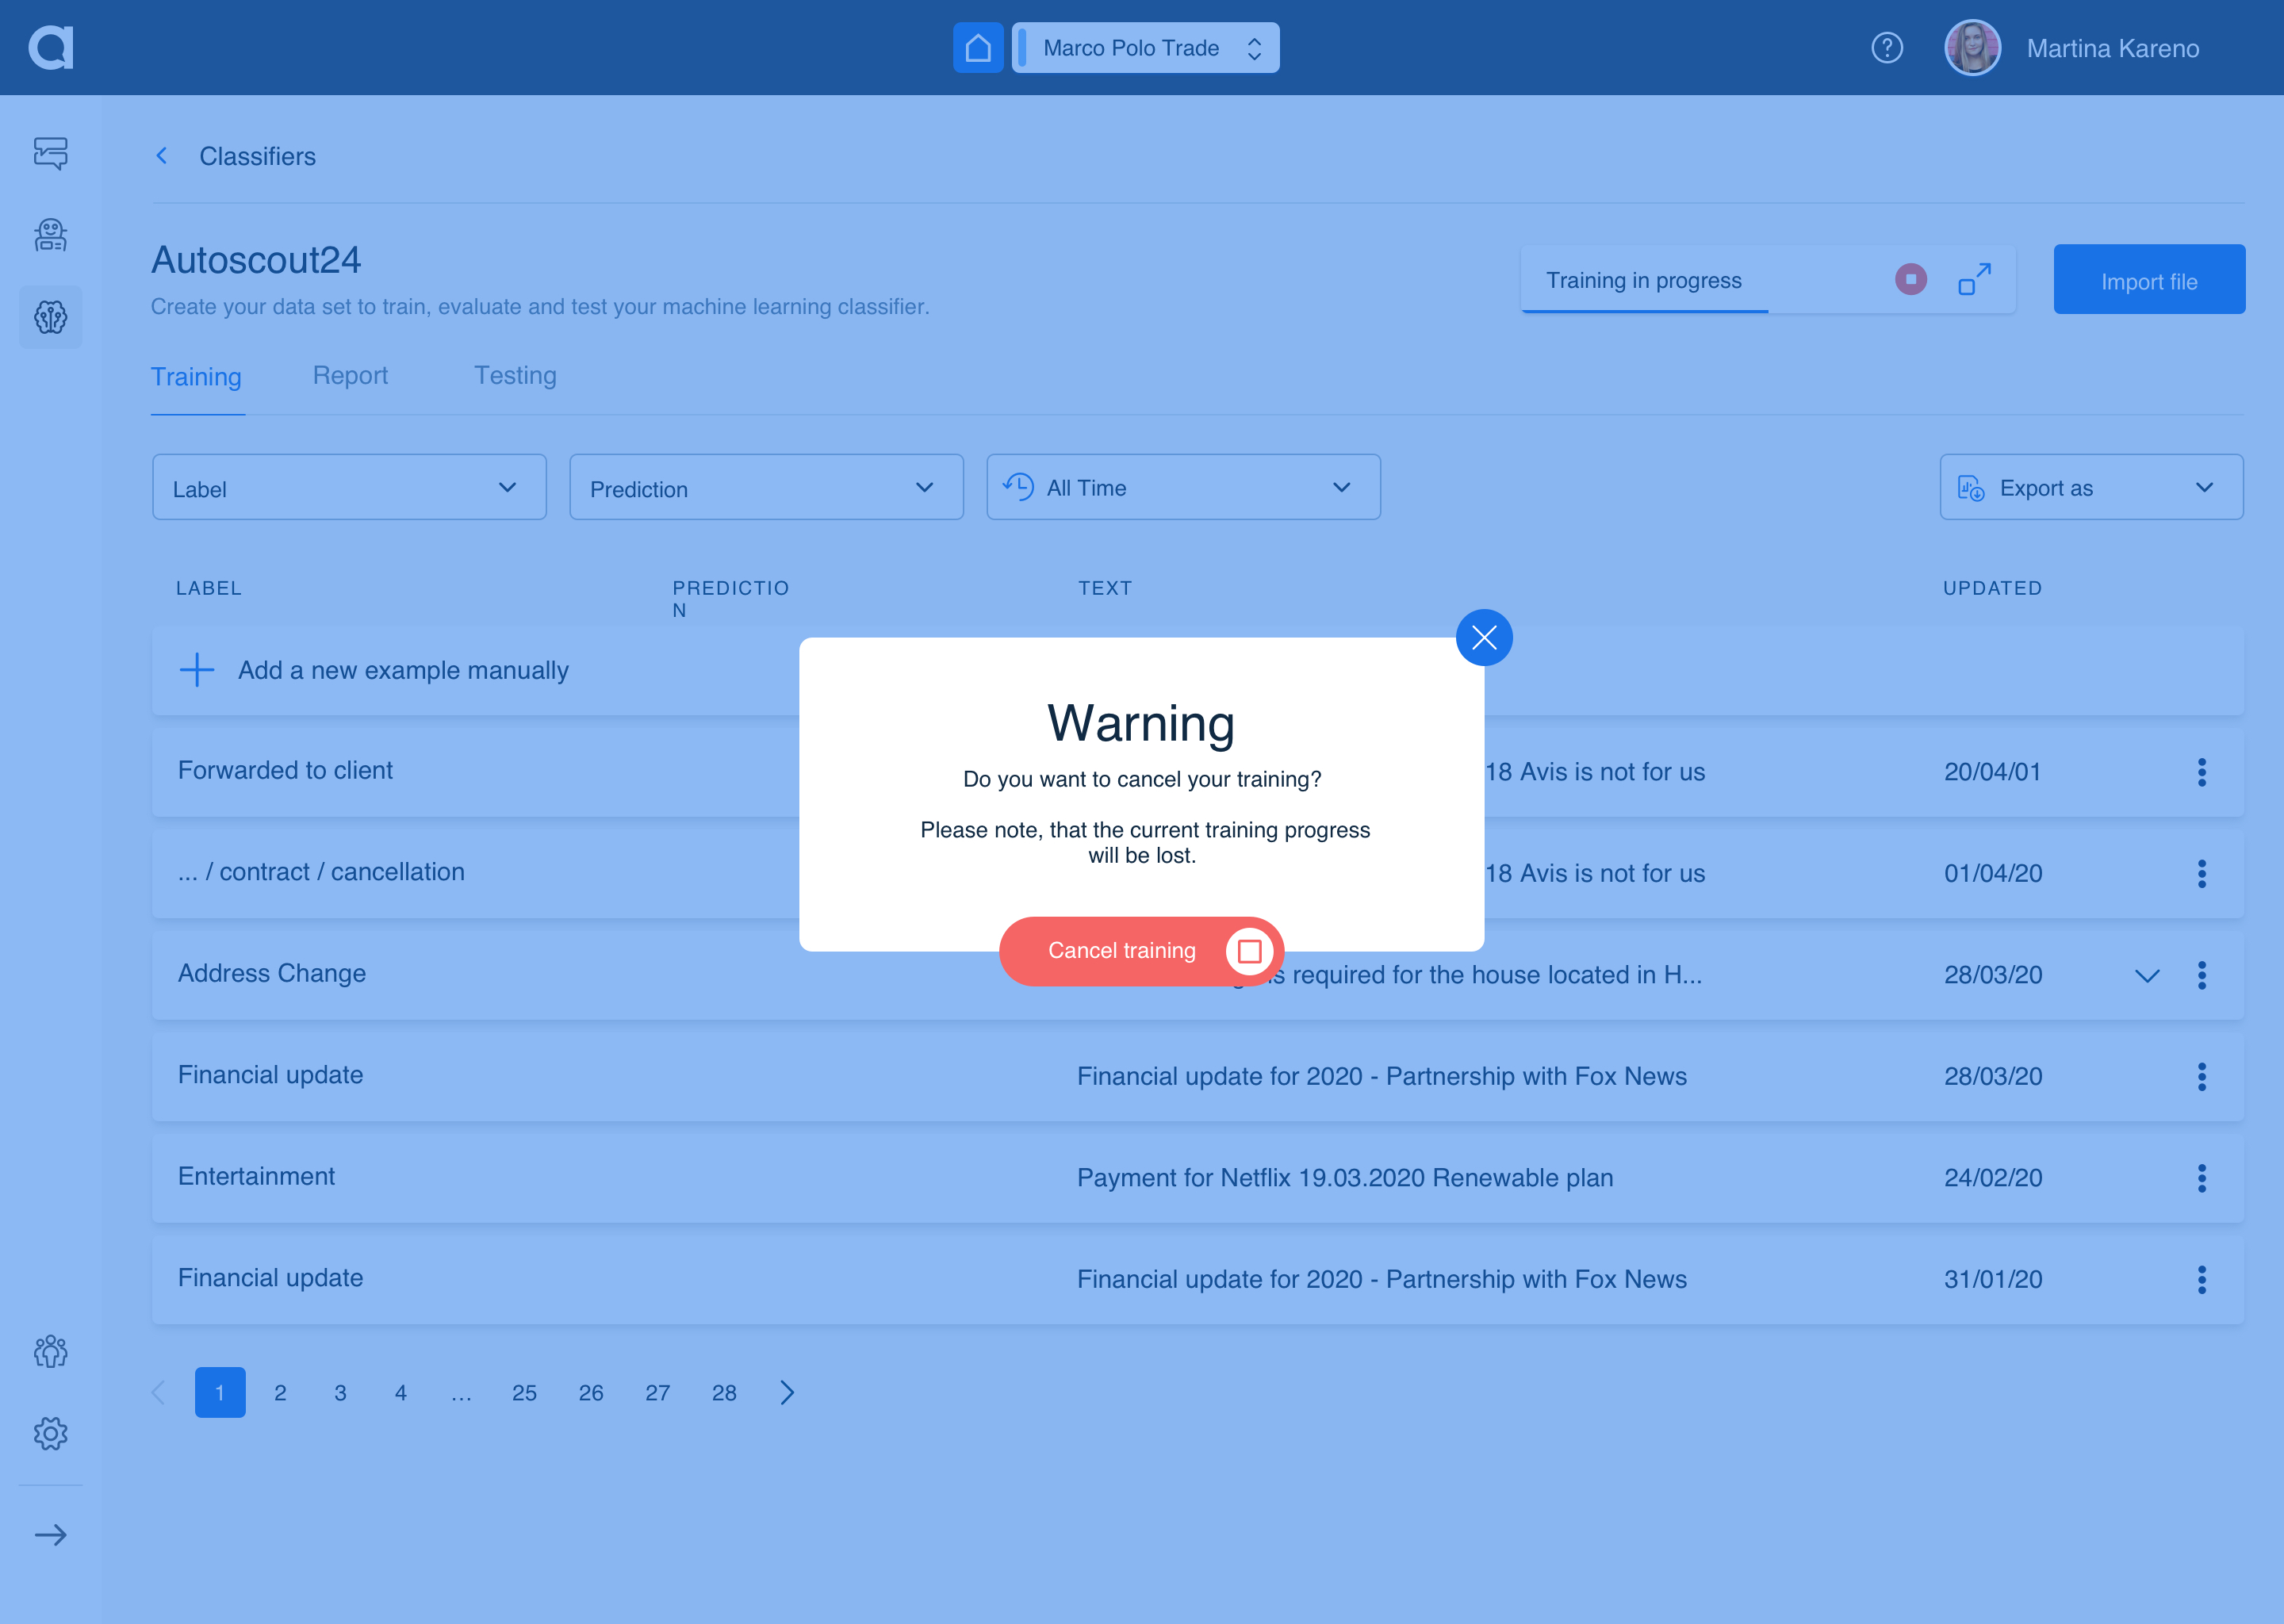 Marco Polo Trade
Martina Kareno
Classifiers
Autoscout24
Create your data set to train, evaluate and test your machine learning classifier.
Training in progress
Import file
Training
Report
Testing
Label
Prediction
All Time
Export as
LABEL
PREDICTIO
N
TEXT
UPDATED
Add a new example manually
Warning
Do you want to cancel your training?
Please note, that the current training progress
will be lost.
Cancel training
Forwarded to client
18 Avis is not for us
20/04/01
... / contract / cancellation
18 Avis is not for us
01/04/20
Address Change
is required for the house located in H...
28/03/20
Financial update
Financial update for 2020 - Partnership with Fox News
28/03/20
Entertainment
Payment for Netflix 19.03.2020 Renewable plan
24/02/20
Financial update
Financial update for 2020 - Partnership with Fox News
31/01/20
1 2 3 4 ... 25 26 27 28